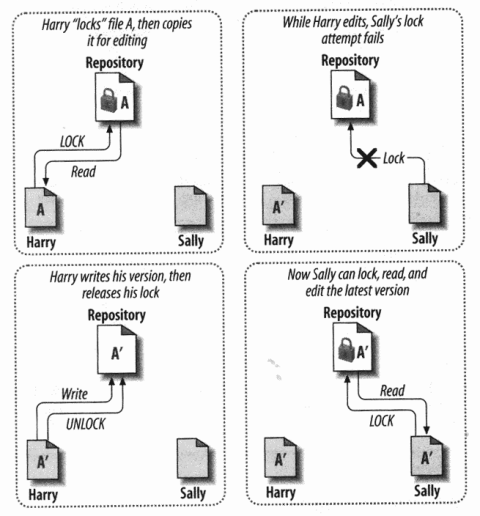 Harry “locks” file A, then copies
it for editing
Repository
A
LOCK
Read
A
Harry
Sally
While Harry edits, Sally’s lock
attempt fails
Repository
A
Lock
A’
Harry
Sally
Harry writes his version, then
releases his lock
Repository
A’
Write
UNLOCK
A’
Harry
Sally
Now Sally can lock, read, and
edit the latest version
Repository
A’
Read
LOCK
A’
A’
Harry
Sally